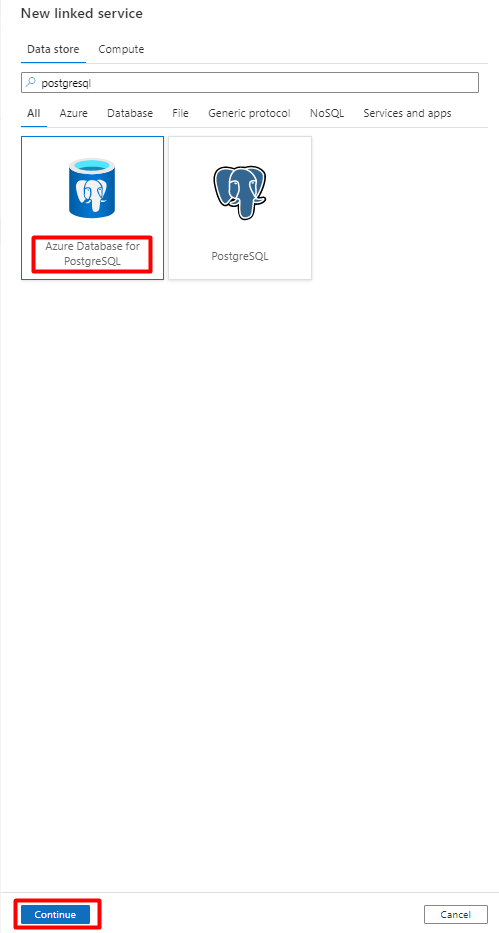 New linked service
Data store Compute
postgresql
All Azure Database File Generic protocol NoSQL Services and apps
Azure Database for
PostgreSQL
PostgreSQL
Continue Cancel